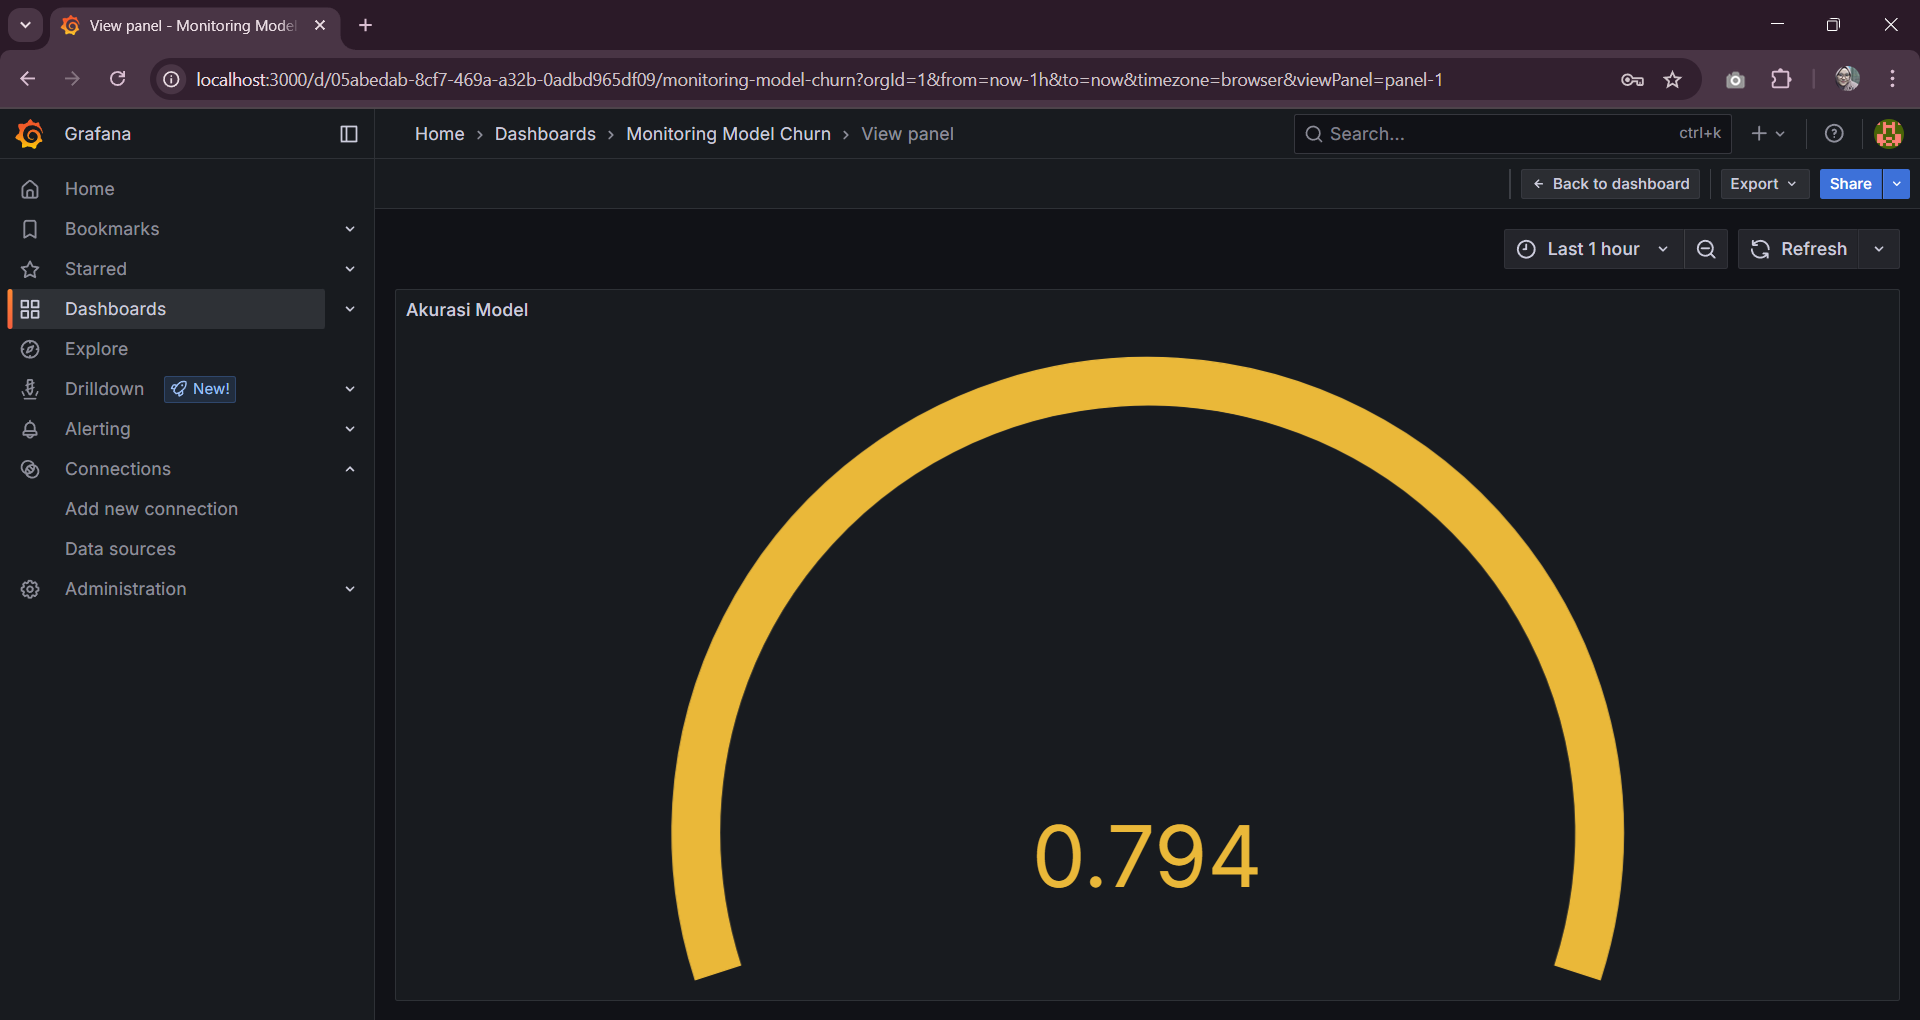 View panel - Monitoring Model
localhost:3000/d/05abedab-8cf7-469a-a32b-0adbd965df09/monitoring-model-churn?orgId=1&from=now-1h&to=now&timezone=browser&viewPanel=panel-1
Grafana
Home › Dashboards › Monitoring Model Churn › View panel
Search... ctrl+k
Back to dashboard Export Share
Last 1 hour Refresh
Home
Bookmarks
Starred
Dashboards
Explore
Drilldown New!
Alerting
Connections
Add new connection
Data sources
Administration
Akurasi Model
0.794